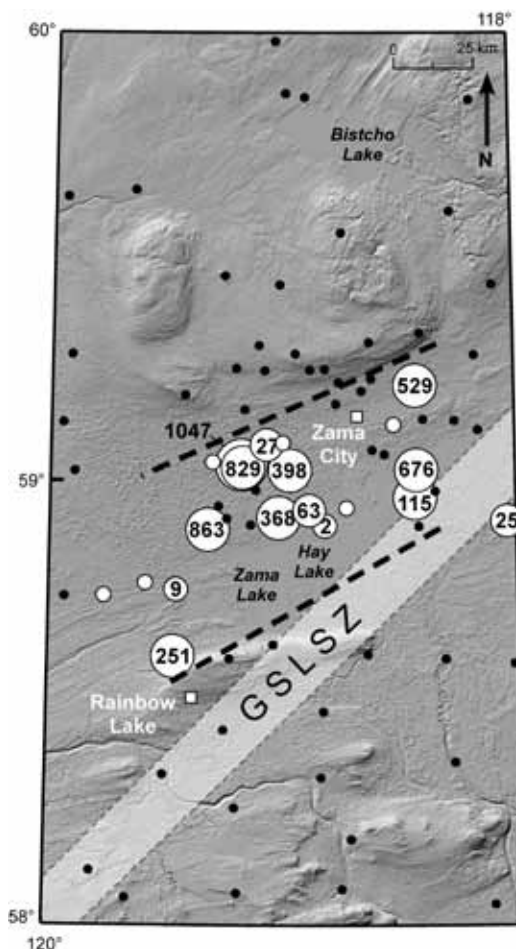 118°
60°
0 25 km
Bistcho
Lake
N
529
1047
27
Zama
City
59°
829
398
676
115
863
368
63
2
25
Hay
Lake
Zama
Lake
9
251
GSLSZ
Rainbow
Lake
58°
120°